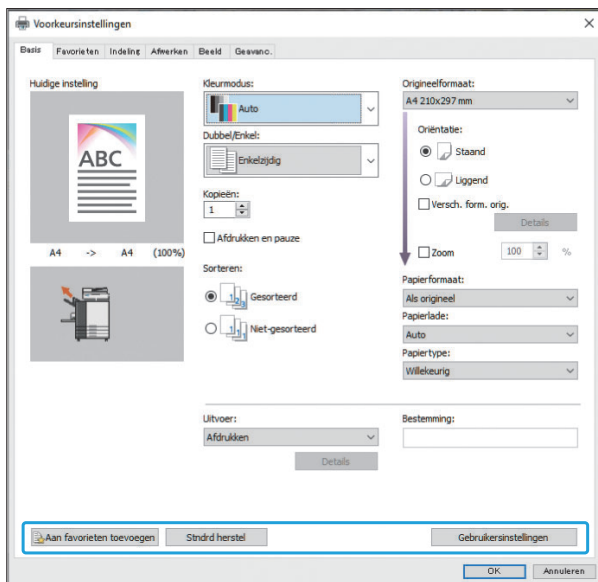 Voorkeursinstellingen
Basis Favorieten Indeling Afwerken Beeld Geavanc.
Huidige instelling
ABC
A4 -> A4 (100%)
Kleurmodus:
Auto
Dubbel/Enkel:
Enkelzijdig
Kopieën:
1
Afdrukken en pauze
Sorteren:
Gesorteerd
Niet-gesorteerd
Origineelformaat:
A4 210x297 mm
Oriëntatie:
Staand
Liggend
Versch. form. orig.
Details
Zoom 100 %
Papierformaat:
Als origineel
Papierlade:
Auto
Papiertype:
Willekeurig
Uitvoer:
Afdrukken
Details
Bestemming:
Aan favorieten toevoegen Stndrd herstel Gebruikersinstellingen
OK Annuleren